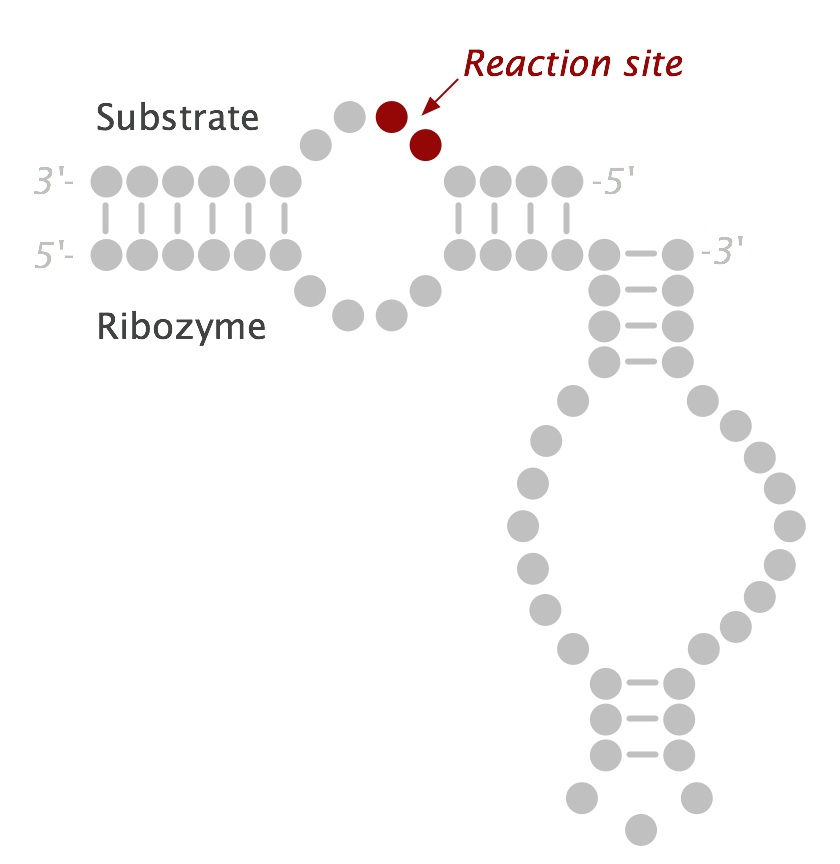 Reaction site
Substrate
3'- -5'
5'- -3'
Ribozyme